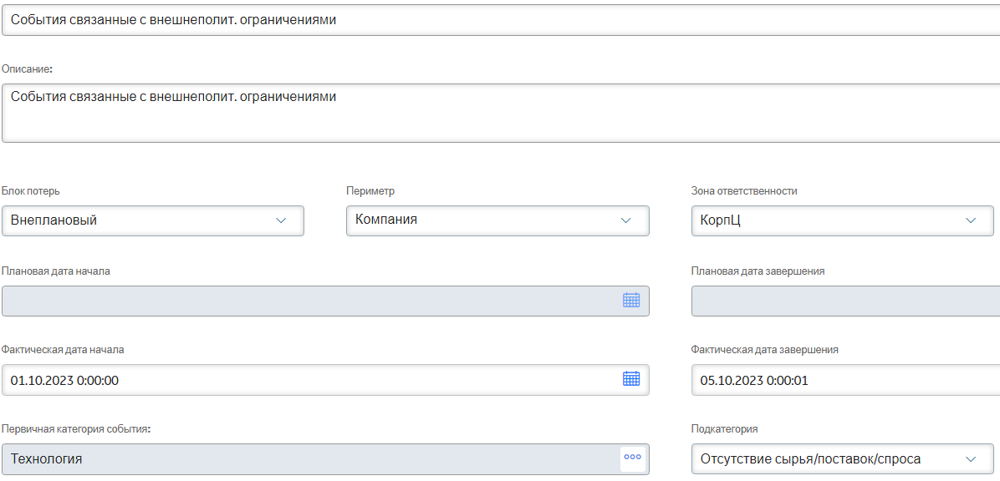 События связанные с внешнеполит. ограничениями
Описание:
События связанные с внешнеполит. ограничениями
Блок потерь Периметр Зона ответственности
Внеплановый Компания КорпЦ
Плановая дата начала Плановая дата завершения
Фактическая дата начала Фактическая дата завершения
01.10.2023 0:00:00 05.10.2023 0:00:01
Первичная категория события: Подкатегория
Технология Отсутствие сырья/поставок/спроса